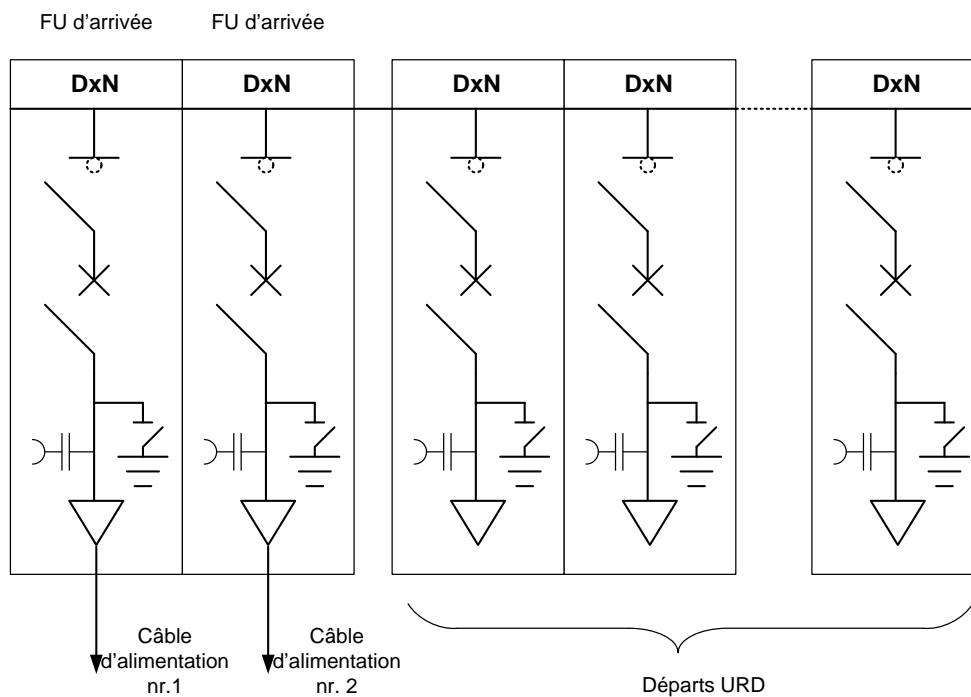 FU d'arrivée
FU d'arrivée
DxN
DxN
DxN
DxN
DxN
Câble
d'alimentation
nr.1
Câble
d'alimentation
nr. 2
Départs URD